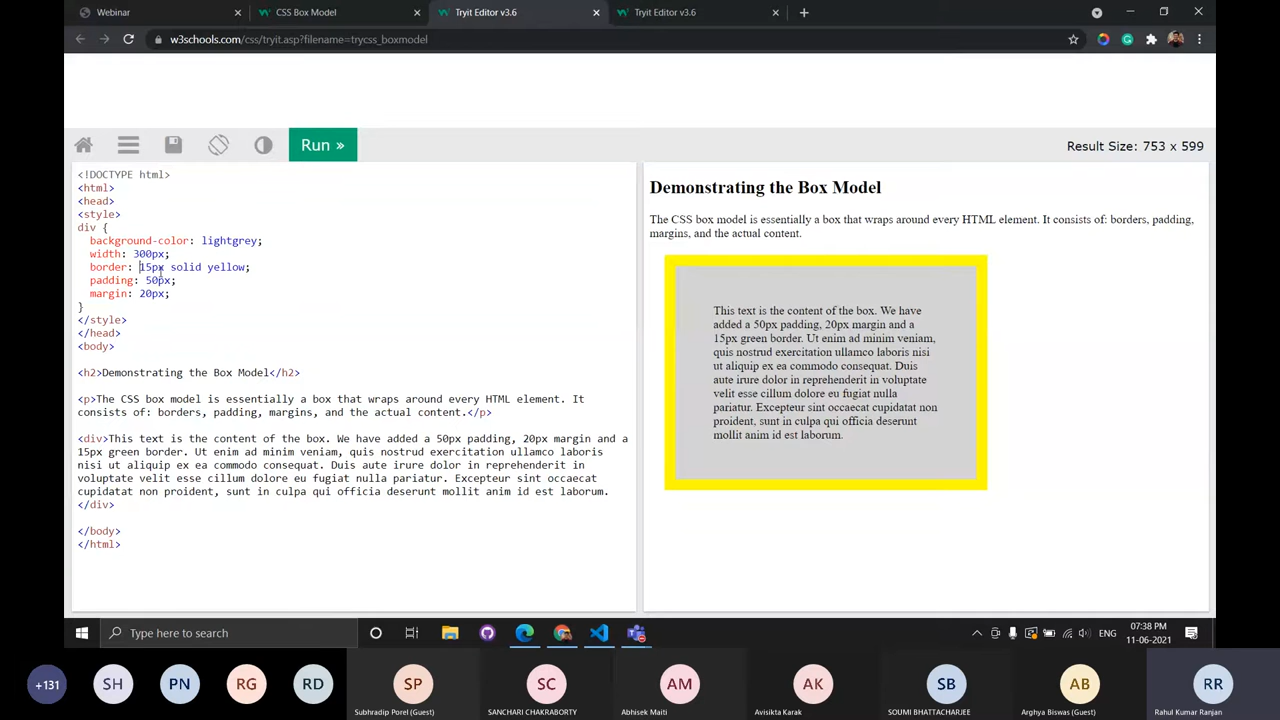 Webinar
CSS Box Model
Tryit Editor v3.6
Tryit Editor v3.6
w3schools.com/css/tryit.asp?filename=trycss_boxmodel
Run »
Result Size: 753 x 599
<!DOCTYPE html>
<html>
<head>
<style>
div {
background-color: lightgrey;
width: 300px;
border: 15px solid yellow;
padding: 50px;
margin: 20px;
}
</style>
</head>
<body>
<h2>Demonstrating the Box Model</h2>
<p>The CSS box model is essentially a box that wraps around every HTML element. It
consists of: borders, padding, margins, and the actual content.</p>
<div>This text is the content of the box. We have added a 50px padding, 20px margin and a
15px green border. Ut enim ad minim veniam, quis nostrud exercitation ullamco laboris
nisi ut aliquip ex ea commodo consequat. Duis aute irure dolor in reprehenderit in
voluptate velit esse cillum dolore eu fugiat nulla pariatur. Excepteur sint occaecat
cupidatat non proident, sunt in culpa qui officia deserunt mollit anim id est laborum.
</div>
</body>
</html>
Demonstrating the Box Model
The CSS box model is essentially a box that wraps around every HTML element. It consists of: borders, padding,
margins, and the actual content.
This text is the content of the box. We have
added a 50px padding, 20px margin and a
15px green border. Ut enim ad minim veniam,
quis nostrud exercitation ullamco laboris nisi
ut aliquip ex ea commodo consequat. Duis
aute irure dolor in reprehenderit in voluptate
velit esse cillum dolore eu fugiat nulla
pariatur. Excepteur sint occaecat cupidatat non
proident, sunt in culpa qui officia deserunt
mollit anim id est laborum.
Type here to search
ENG
07:38 PM
11-06-2021
+131
SH
PN
RG
RD
SP
Subhradip Porel (Guest)
SC
SANCHARI CHAKRABORTY
AM
Abhisek Maiti
AK
Avisikta Karak
SB
SOUMI BHATTACHARJEE
AB
Arghya Biswas (Guest)
RR
Rahul Kumar Ranjan